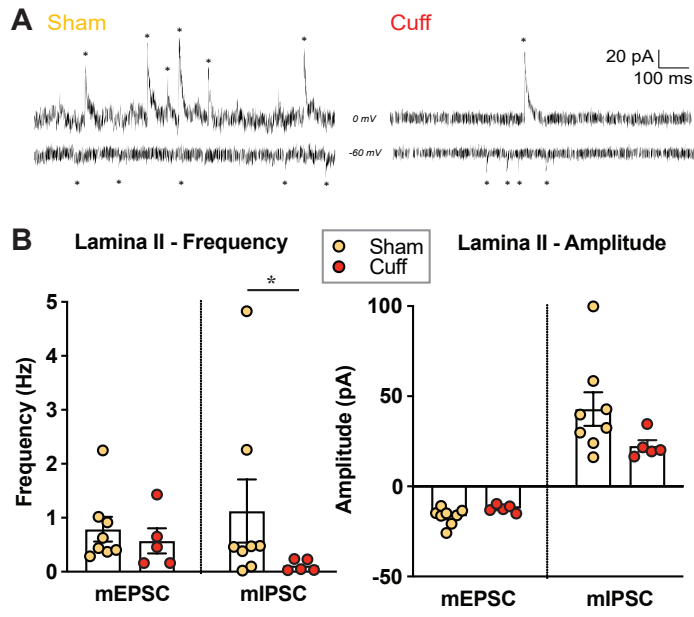 A
Sham
Cuff
* * * * * *
*
20 pA
100 ms
0 mV
-60 mV
* * * * *
* * * *
B
Lamina II - Frequency
Sham
Cuff
Lamina II - Amplitude
*
Frequency (Hz)
5
4
3
2
1
0
mEPSC
mIPSC
Amplitude (pA)
100
50
0
-50
mEPSC
mIPSC